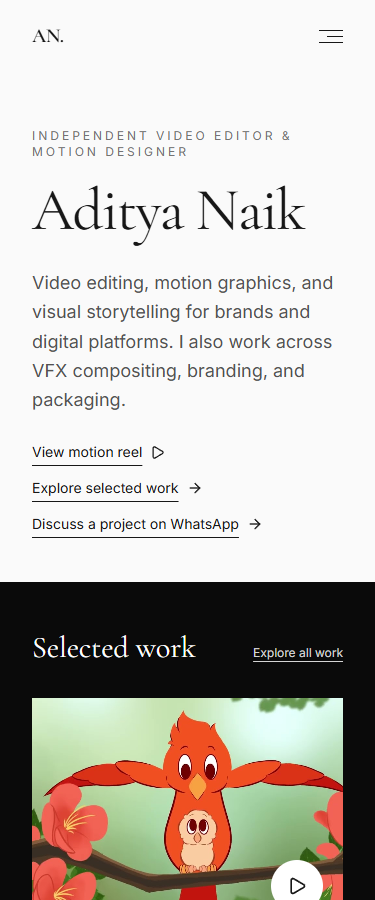 AN.
INDEPENDENT VIDEO EDITOR &
MOTION DESIGNER
Aditya Naik
Video editing, motion graphics, and
visual storytelling for brands and
digital platforms. I also work across
VFX compositing, branding, and
packaging.
View motion reel
Explore selected work
Discuss a project on WhatsApp
Selected work
Explore all work